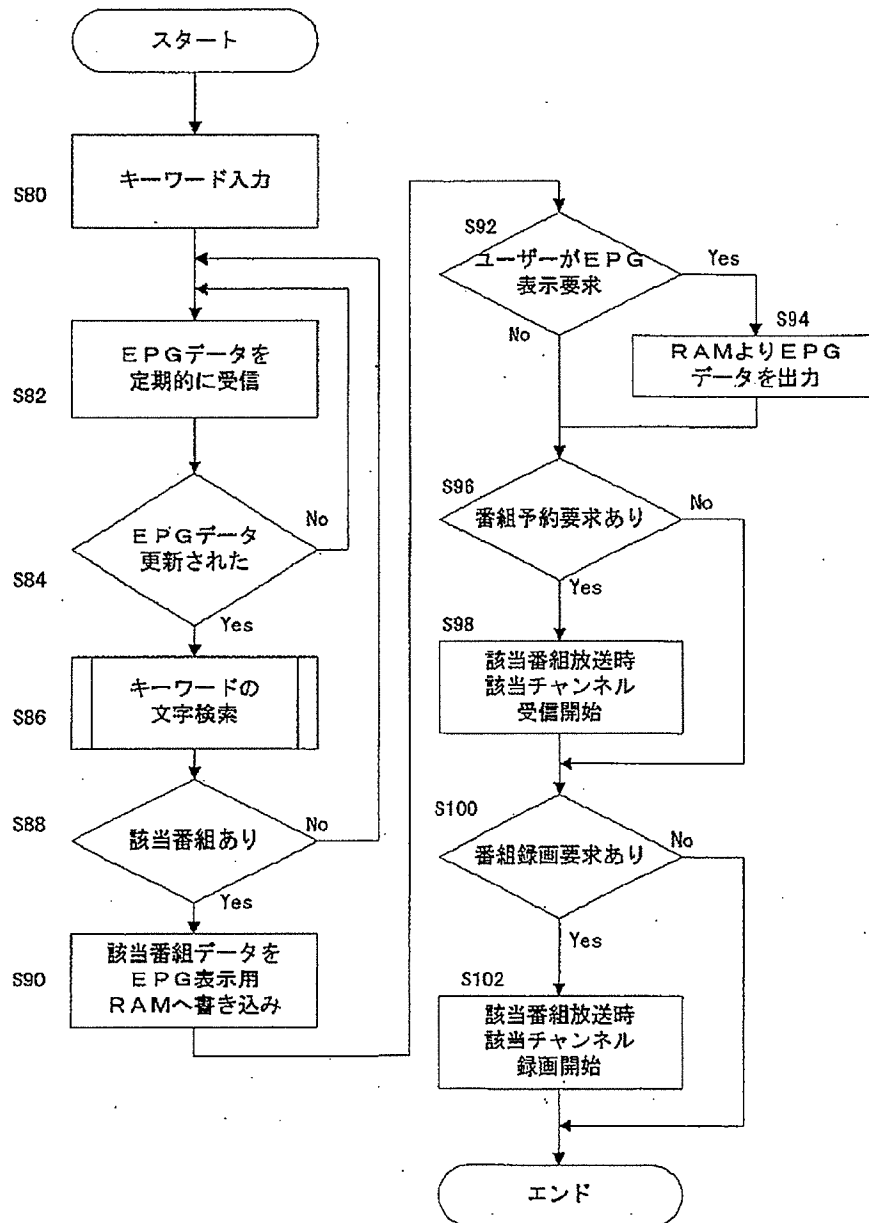 スタート
S80
キーワード入力
S82
EPGデータを
定期的に受信
S84
EPGデータ
更新された
No
Yes
S86
キーワードの
文字検索
S88
該当番組あり
No
Yes
S90
該当番組データを
EPG表示用
RAMへ書き込み
S92
ユーザーがEPG
表示要求
Yes
No
S94
RAMよりEPG
データを出力
S96
番組予約要求あり
No
Yes
S98
該当番組放送時
該当チャンネル
受信開始
S100
番組録画要求あり
No
Yes
S102
該当番組放送時
該当チャンネル
録画開始
エンド